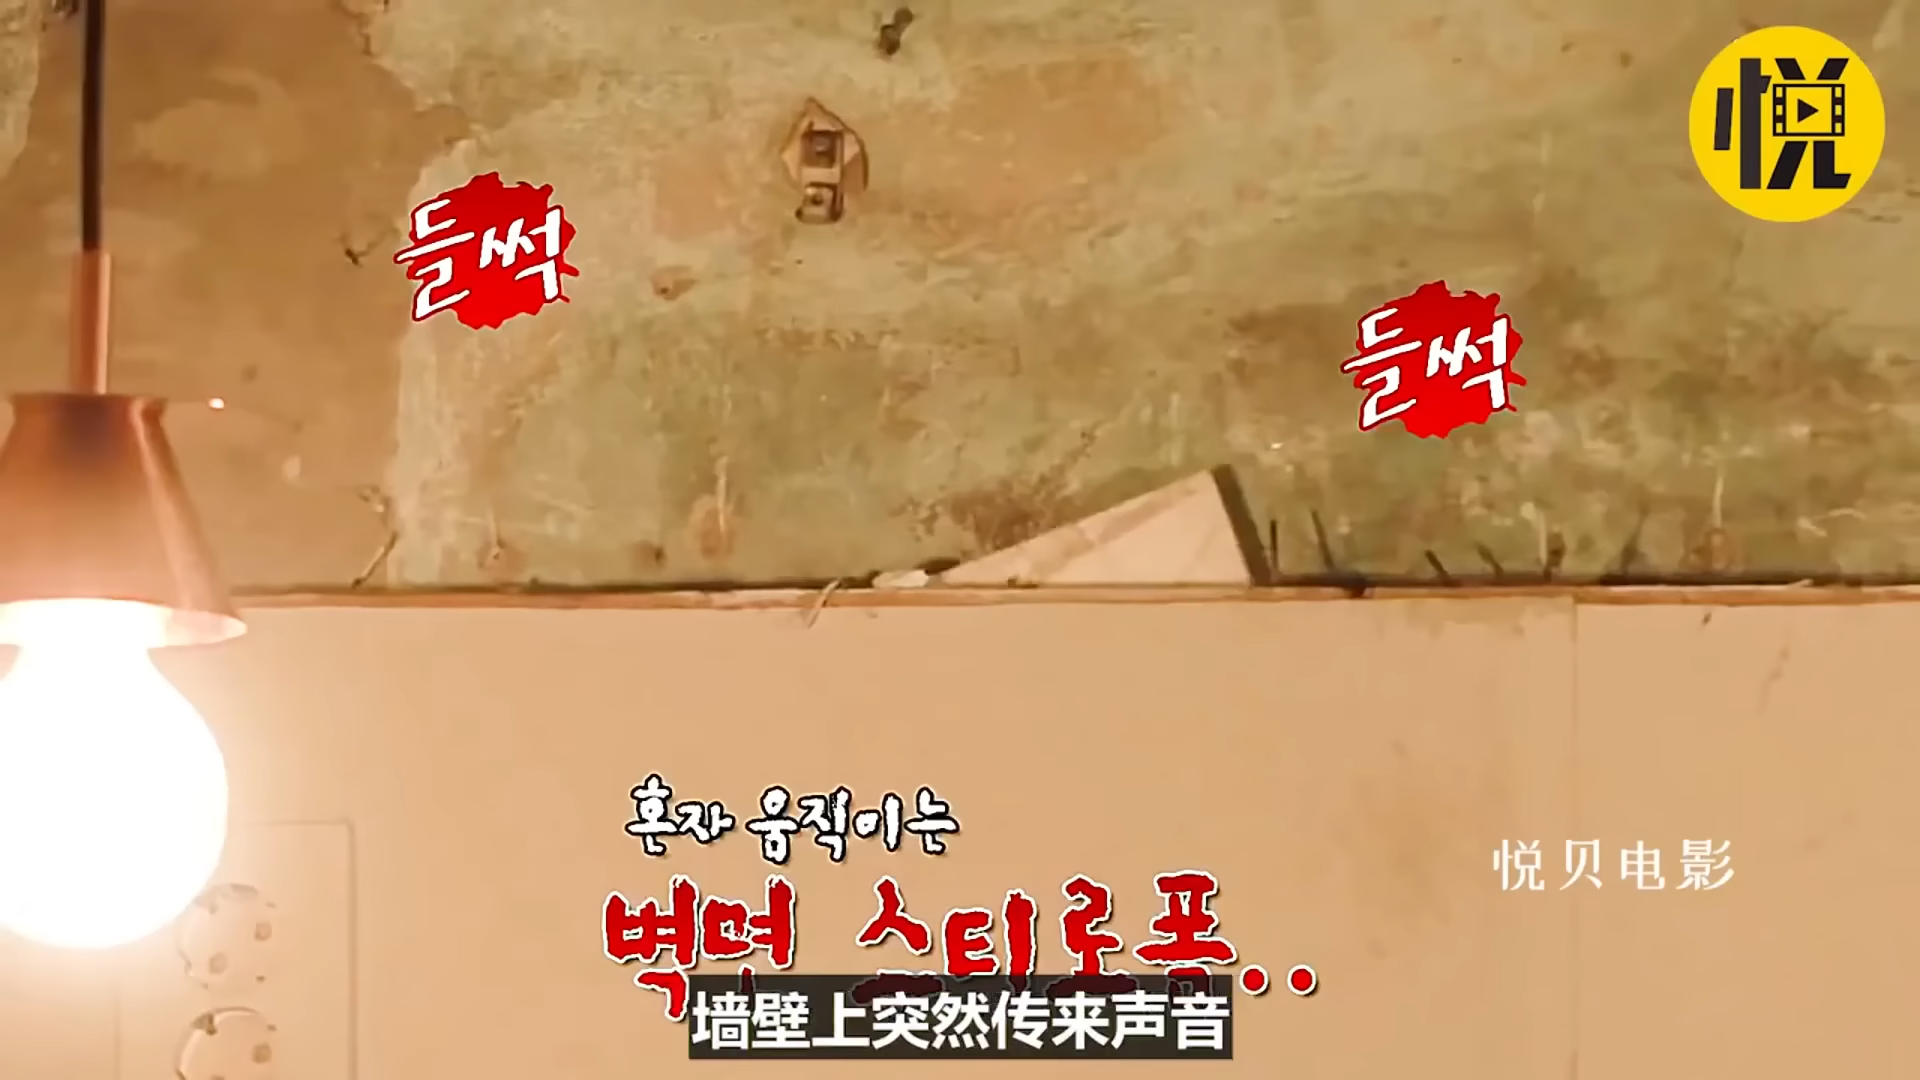 悦
들썩
들썩
혼자 움직이는
벽면 스티로폼..
悦贝电影
墙壁上突然传来声音